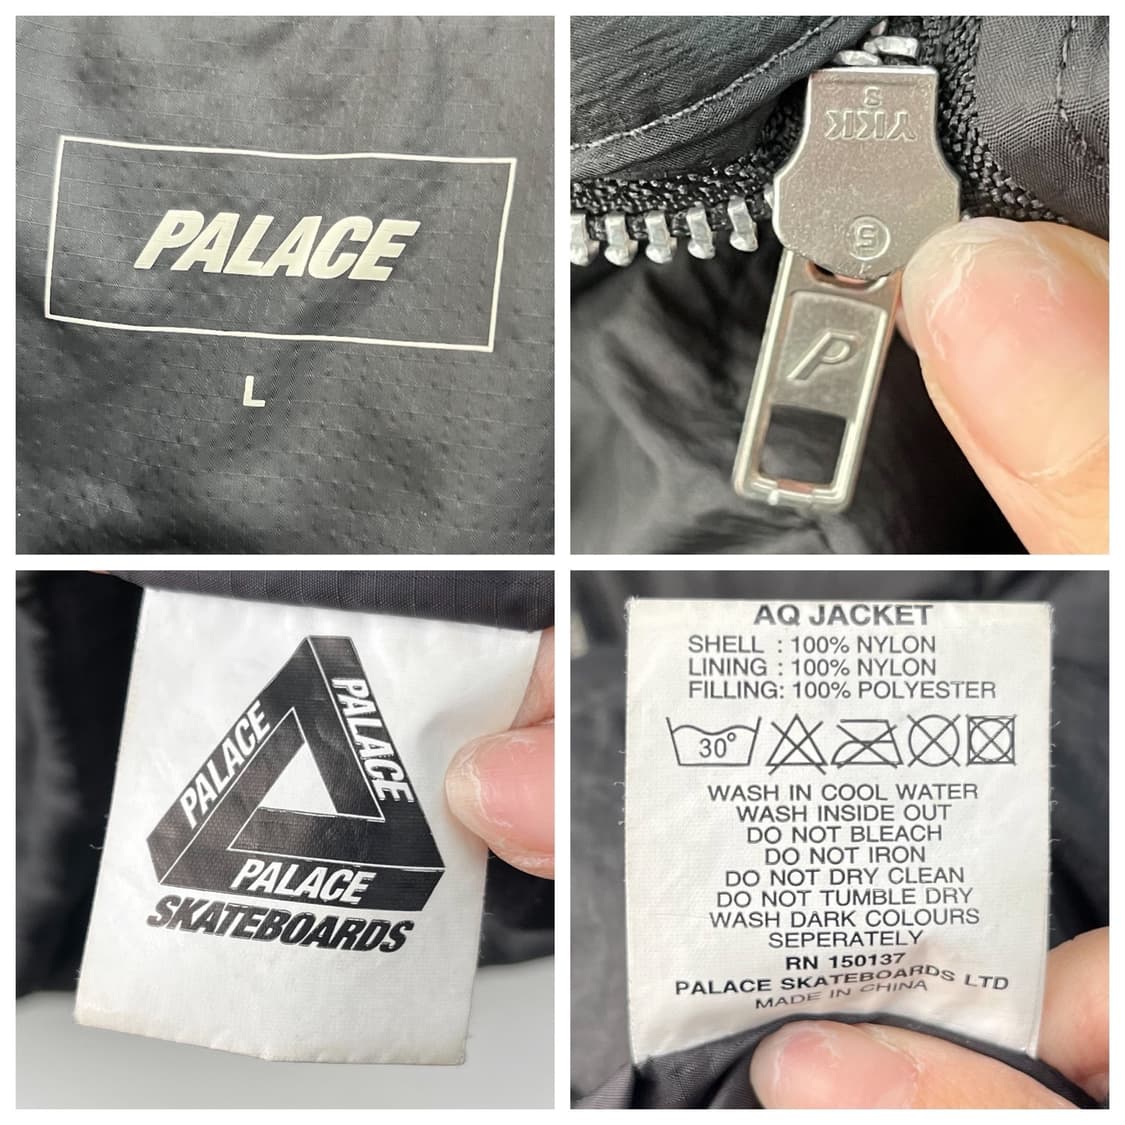 PALACE
L
YKK
8
5
P
PALACE
PALACE
PALACE
SKATEBOARDS
AQ JACKET
SHELL : 100% NYLON
LINING : 100% NYLON
FILLING: 100% POLYESTER
30°
WASH IN COOL WATER
WASH INSIDE OUT
DO NOT BLEACH
DO NOT IRON
DO NOT DRY CLEAN
DO NOT TUMBLE DRY
WASH DARK COLOURS
SEPERATELY
RN 150137
PALACE SKATEBOARDS LTD
MADE IN CHINA